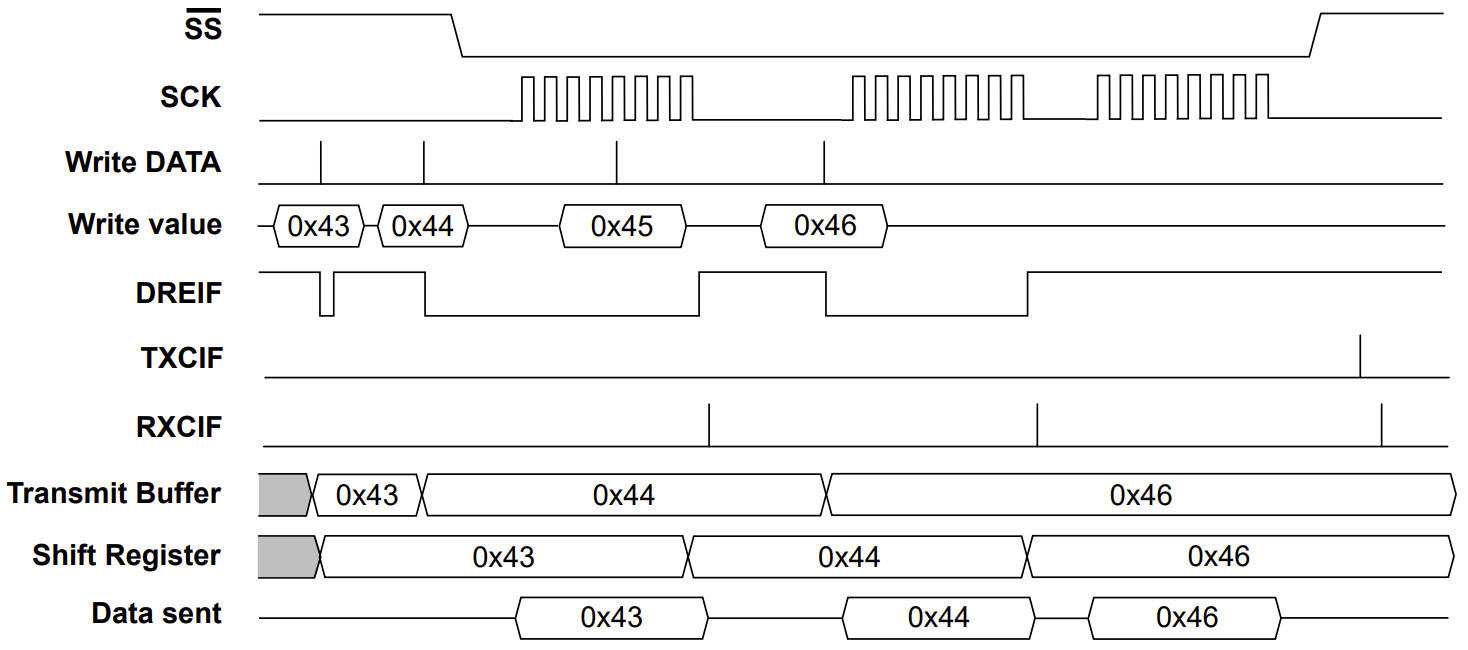 SS
SCK
Write DATA
Write value 0x43 0x44 0x45 0x46
DREIF
TXCIF
RXCIF
Transmit Buffer 0x43 0x44 0x46
Shift Register 0x43 0x44 0x46
Data sent 0x43 0x44 0x46